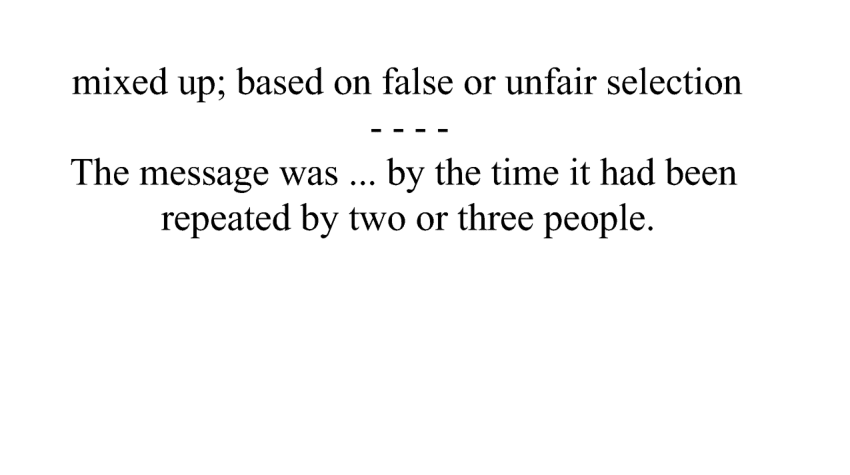 mixed up; based on false or unfair selection
- - - -
The message was ... by the time it had been
repeated by two or three people.